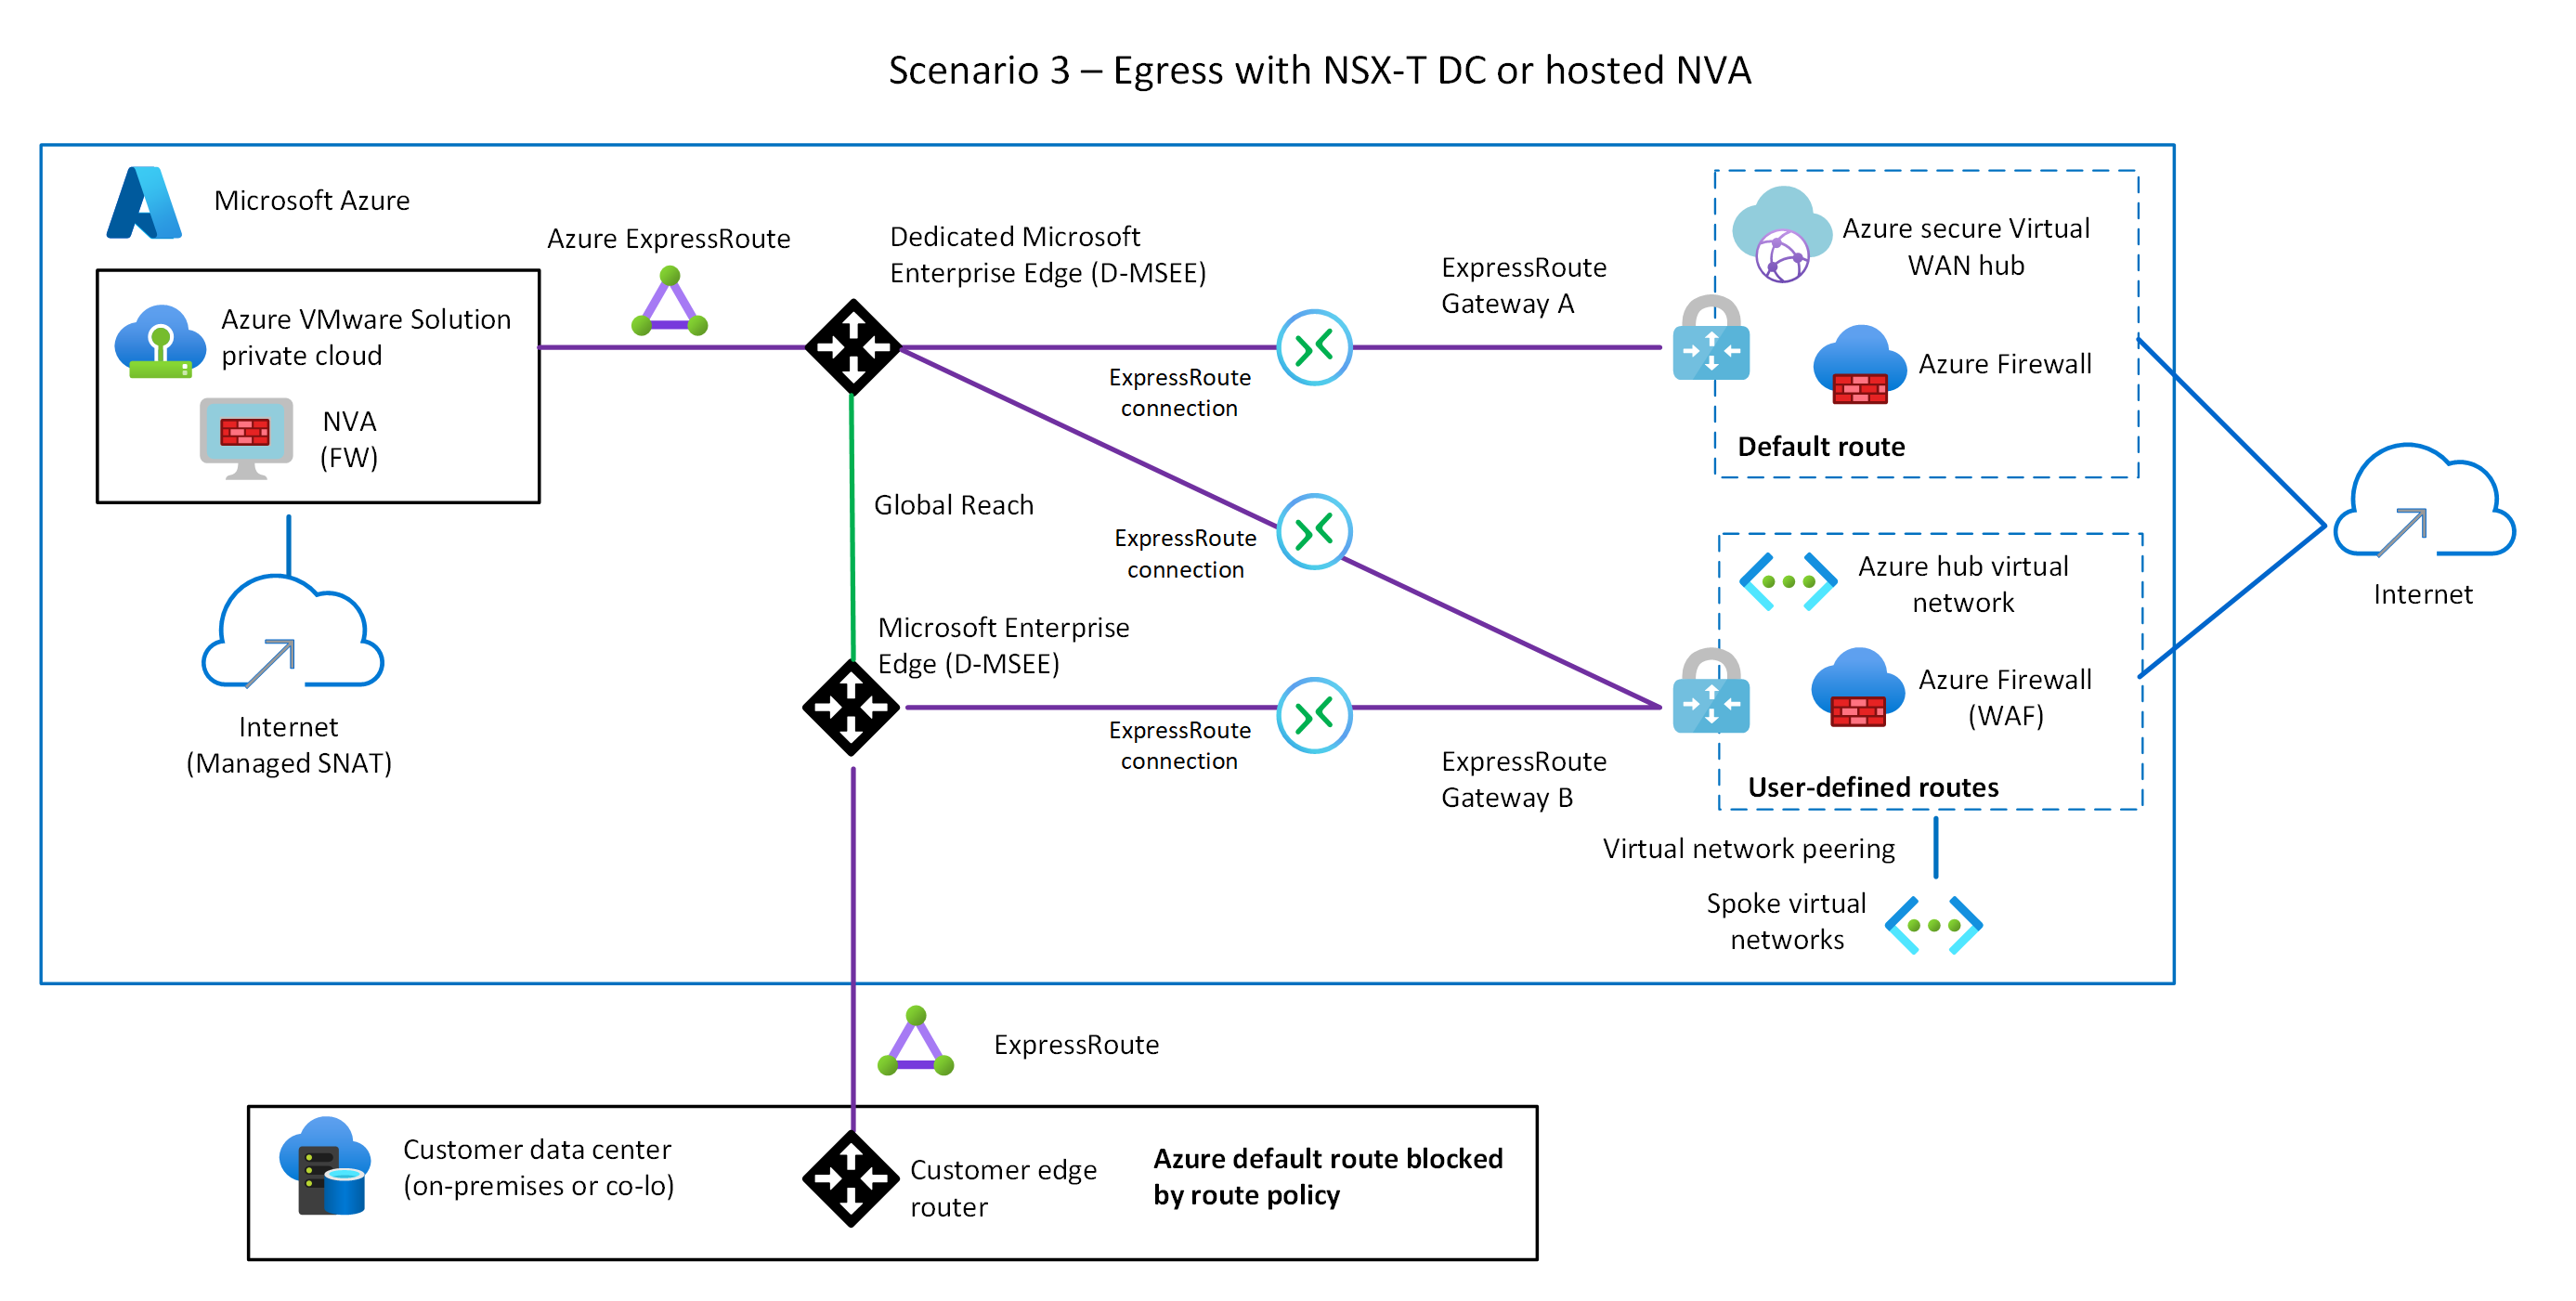 Scenario 3 – Egress with NSX-T DC or hosted NVA
Microsoft Azure
Azure VMware Solution
private cloud
NVA
(FW)
Internet
(Managed SNAT)
Azure ExpressRoute
Dedicated Microsoft
Enterprise Edge (D-MSEE)
ExpressRoute
connection
ExpressRoute
Gateway A
Azure secure Virtual
WAN hub
Azure Firewall
Default route
Global Reach
ExpressRoute
connection
Microsoft Enterprise
Edge (D-MSEE)
ExpressRoute
connection
ExpressRoute
Gateway B
Azure hub virtual
network
Azure Firewall
(WAF)
User-defined routes
Internet
Virtual network peering
Spoke virtual
networks
ExpressRoute
Customer data center
(on-premises or co-lo)
Customer edge
router
Azure default route blocked
by route policy